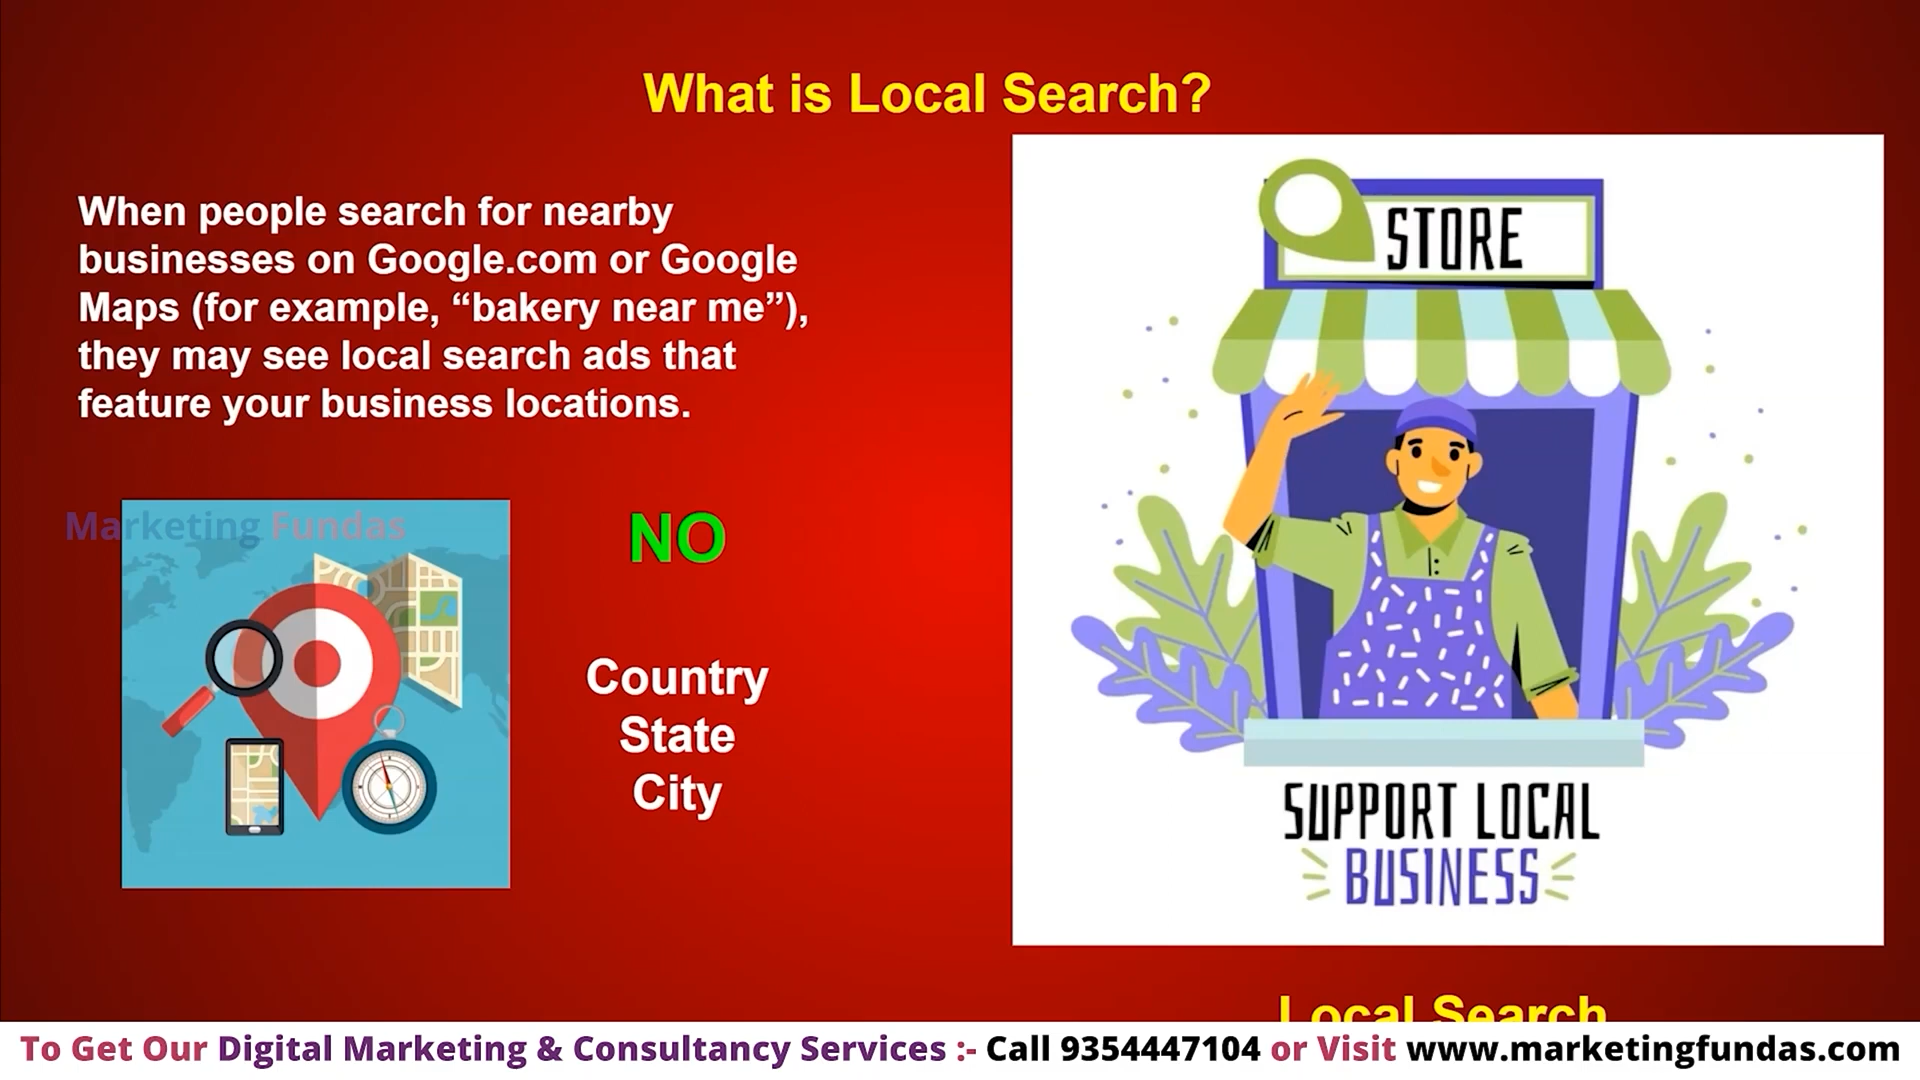 What is Local Search?
When people search for nearby
businesses on Google.com or Google
Maps (for example, “bakery near me”),
they may see local search ads that
feature your business locations.
Marketing Fundas
NO
Country
State
City
STORE
SUPPORT LOCAL
BUSINESS
Local Search
To Get Our Digital Marketing & Consultancy Services :- Call 9354447104 or Visit www.marketingfundas.com